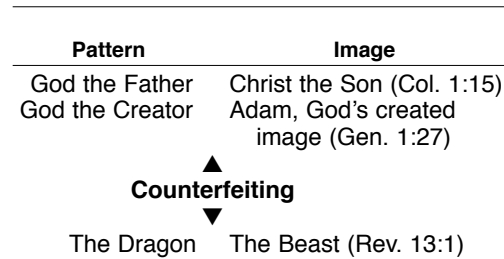 Pattern Image
God the Father Christ the Son (Col. 1:15)
God the Creator Adam, God's created
image (Gen. 1:27)
▲
Counterfeiting
▼
The Dragon The Beast (Rev. 13:1)